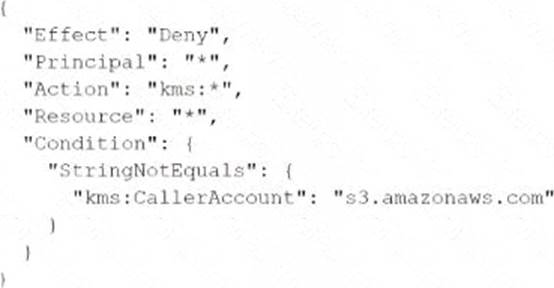 {
"Effect": "Deny",
"Principal": "*",
"Action": "kms:*",
"Resource": "*",
"Condition": {
"StringNotEquals": {
"kms:CallerAccount": "s3.amazonaws.com"
}
}
}